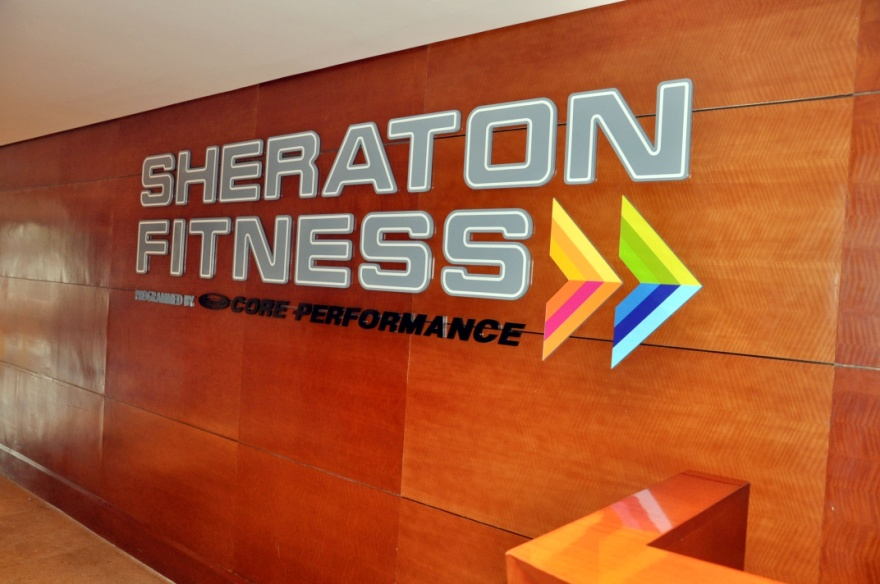 SHERATON
FITNESS
PROGRAMMED BY: CORE PERFORMANCE